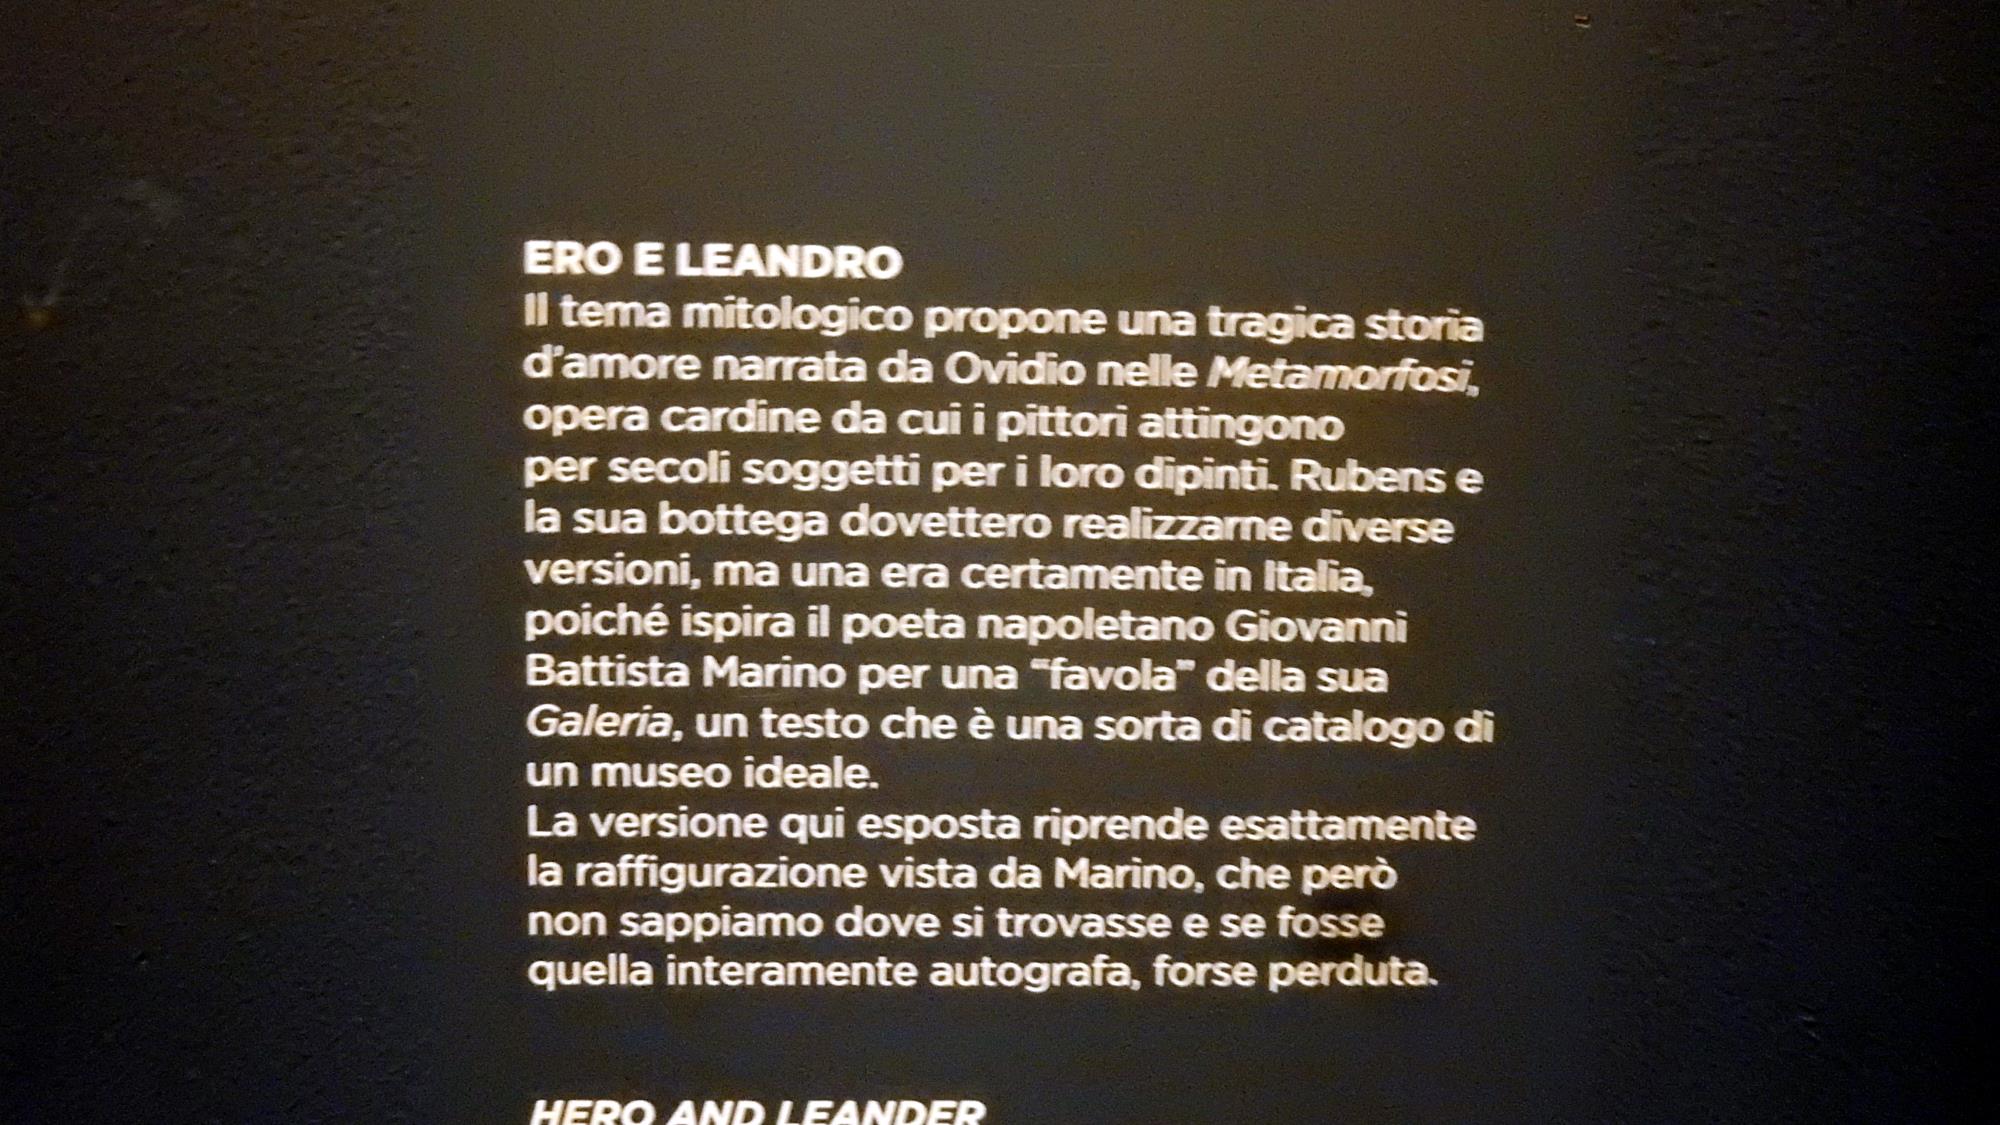 ERO E LEANDRO
Il tema mitologico propone una tragica storia
d'amore narrata da Ovidio nelle Metamorfosi,
opera cardine da cui i pittori attingono
per secoli soggetti per i loro dipinti. Rubens e
la sua bottega dovettero realizzarne diverse
versioni, ma una era certamente in Italia,
poiché ispira il poeta napoletano Giovanni
Battista Marino per una “favola” della sua
Galeria, un testo che è una sorta di catalogo di
un museo ideale.
La versione qui esposta riprende esattamente
la raffigurazione vista da Marino, che però
non sappiamo dove si trovasse e se fosse
quella interamente autografa, forse perduta.
HERO AND LEANDER